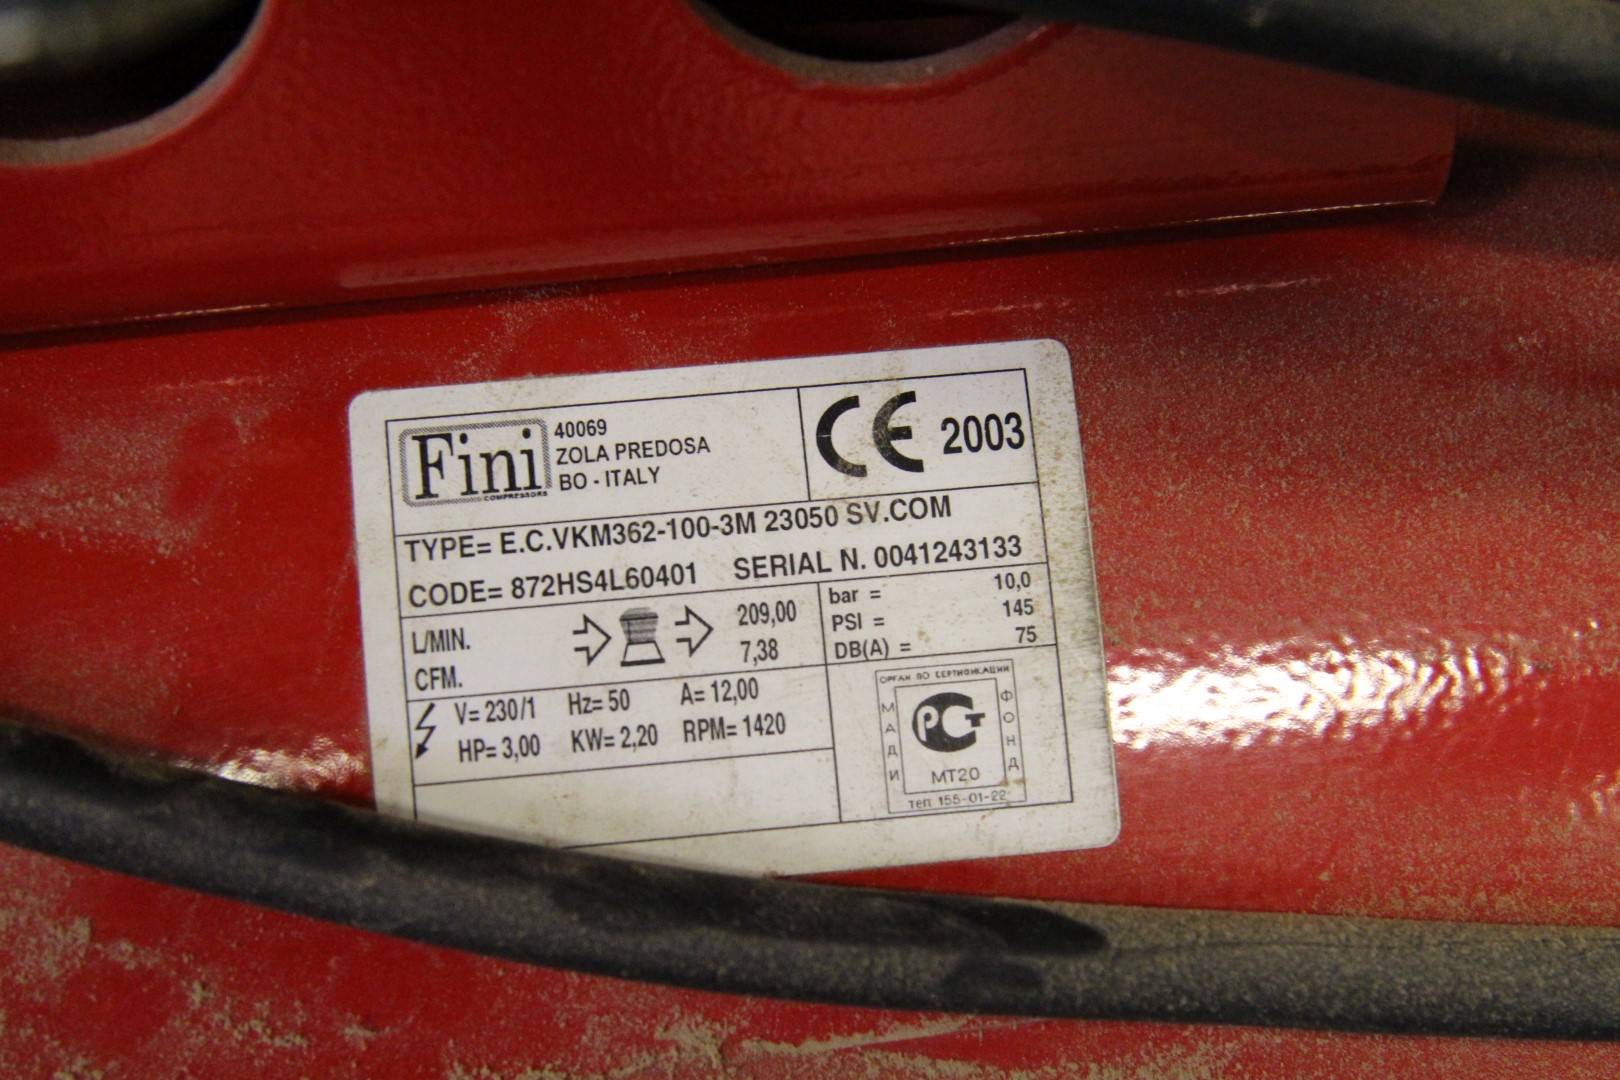 Fini
COMPRESSORS
40069
ZOLA PREDOSA
BO - ITALY
CE 2003
TYPE= E.C.VKM362-100-3M 23050 SV.COM
CODE= 872HS4L60401 SERIAL N. 0041243133
L/MIN. 209,00
CFM. 7,38
bar = 10,0
PSI = 145
DB(A) = 75
V= 230/1 Hz= 50 A= 12,00
HP= 3,00 KW= 2,20 RPM= 1420
ОРГАН ПО СЕРТИФИКАЦИИ
МАДИ
РСТ
ФОНД
МТ20
тел 155-01-22